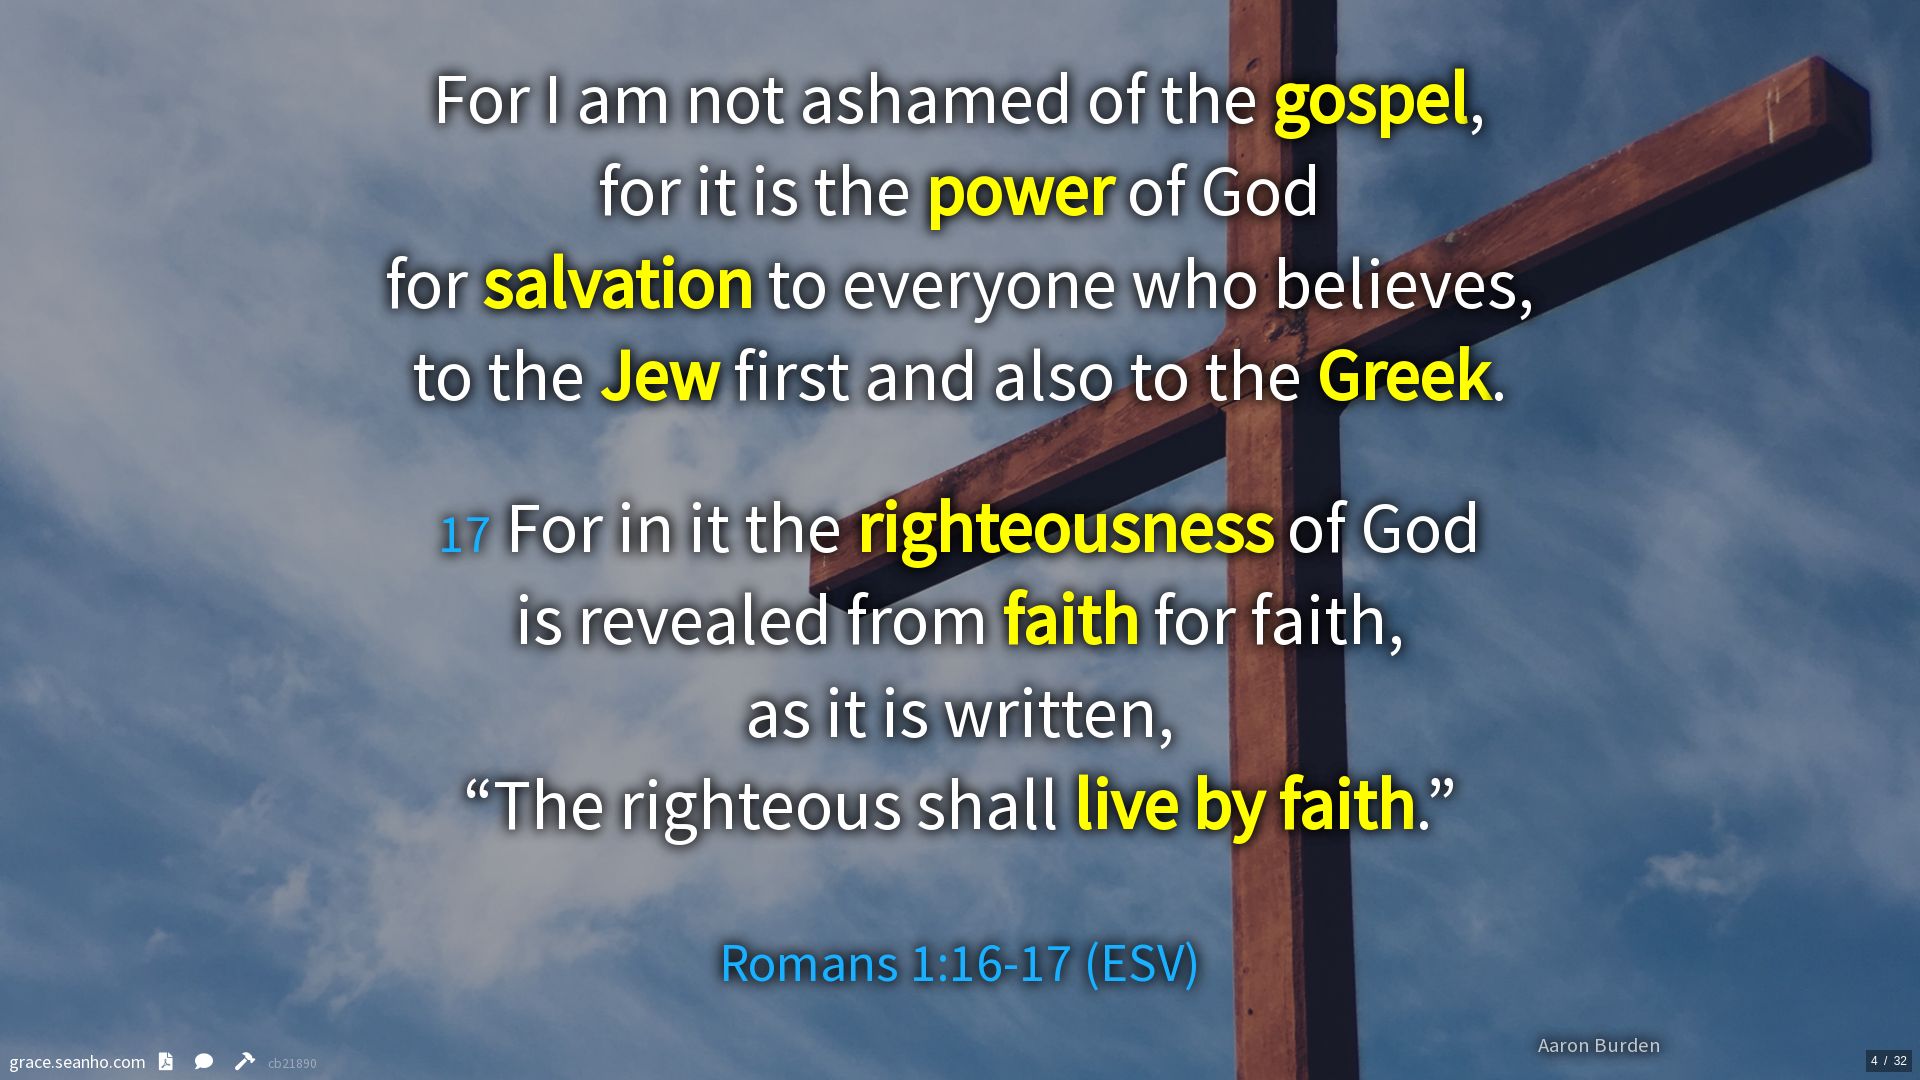 For I am not ashamed of the gospel,
for it is the power of God
for salvation to everyone who believes,
to the Jew first and also to the Greek.
17 For in it the righteousness of God
is revealed from faith for faith,
as it is written,
“The righteous shall live by faith.”
Romans 1:16-17 (ESV)
Aaron Burden
grace.seanho.com cb21890
4 / 32